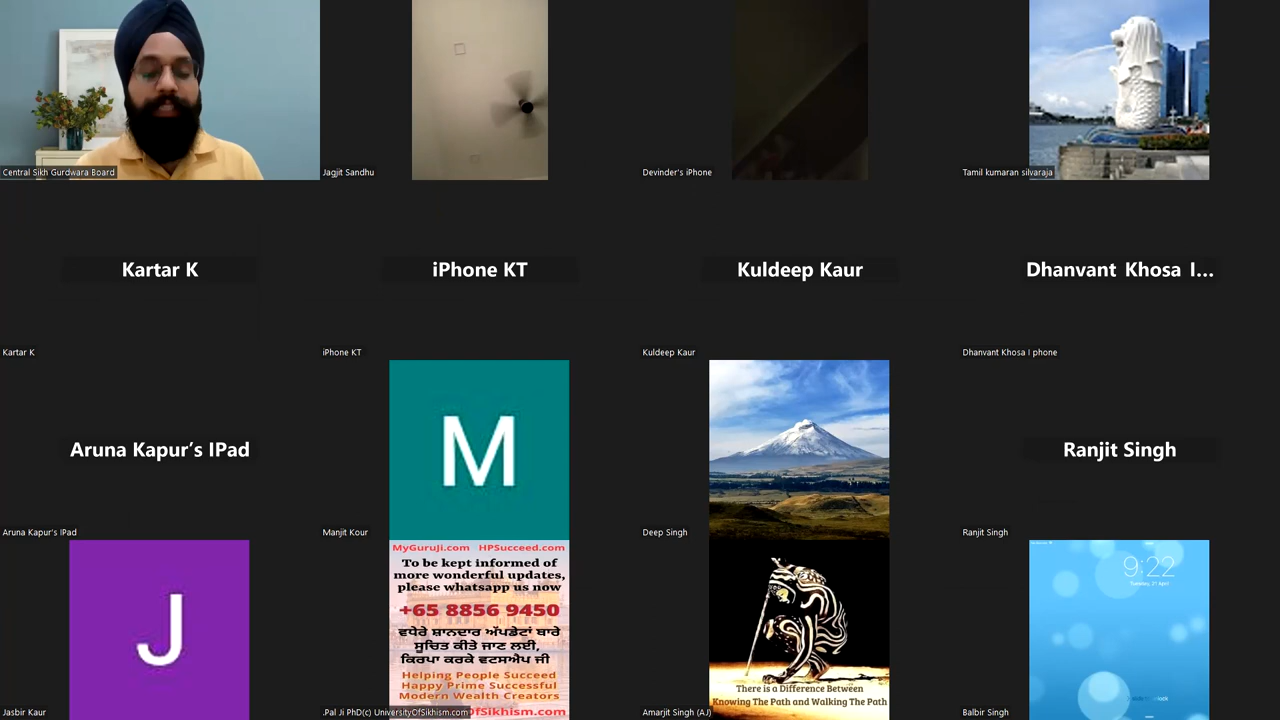 Central Sikh Gurdwara Board
Jagjit Sandhu
Devinder's iPhone
Tamil kumaran silvaraja
Kartar K
iPhone KT
Kuldeep Kaur
Dhanvant Khosa I...
Kartar K
iPhone KT
Kuldeep Kaur
Dhanvant Khosa I phone
Aruna Kapur’s IPad
M
Ranjit Singh
Aruna Kapur's IPad
Manjit Kour
Deep Singh
Ranjit Singh
J
MyGuruJi.com HPSucceed.com
To be kept informed of
more wonderful updates,
please whatsapp us now
+65 8856 9450
ਵਧੇਰੇ ਸ਼ਾਨਦਾਰ ਅੱਪਡੇਟਾਂ ਬਾਰੇ
ਸੂਚਿਤ ਕੀਤੇ ਜਾਣ ਲਈ,
ਕਿਰਪਾ ਕਰਕੇ ਵਟਸਐਪ ਜੀ
Helping People Succeed
Happy Prime Successful
Modern Wealth Creators
OfSikhism.com
There is a Difference Between
Knowing The Path and Walking The Path
9:22
Tuesday, 21 April
Jasbir Kaur
.Pal Ji PhD(c) UniversityOfSikhism.com
Amarjit Singh (AJ)
Balbir Singh